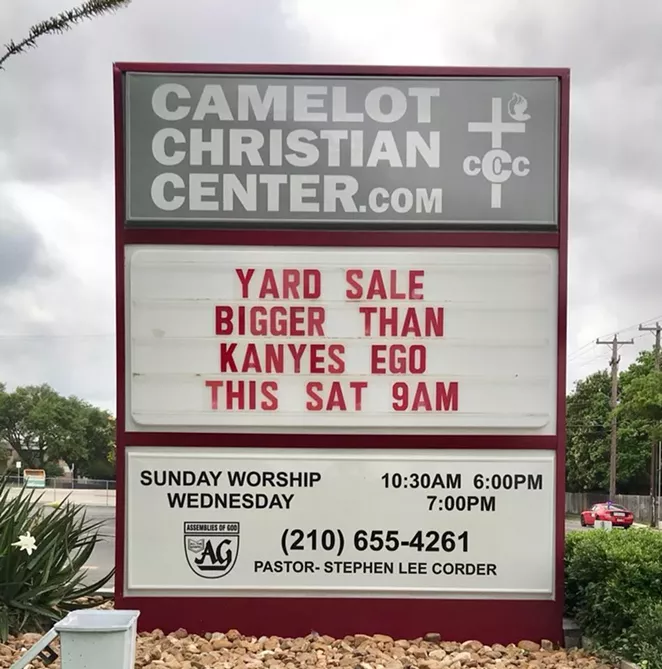 CAMELOT
CHRISTIAN
CENTER.COM
CCC
YARD SALE
BIGGER THAN
KANYES EGO
THIS SAT 9AM
SUNDAY WORSHIP 10:30AM 6:00PM
WEDNESDAY 7:00PM
ASSEMBLIES OF GOD
AG
(210) 655-4261
PASTOR- STEPHEN LEE CORDER